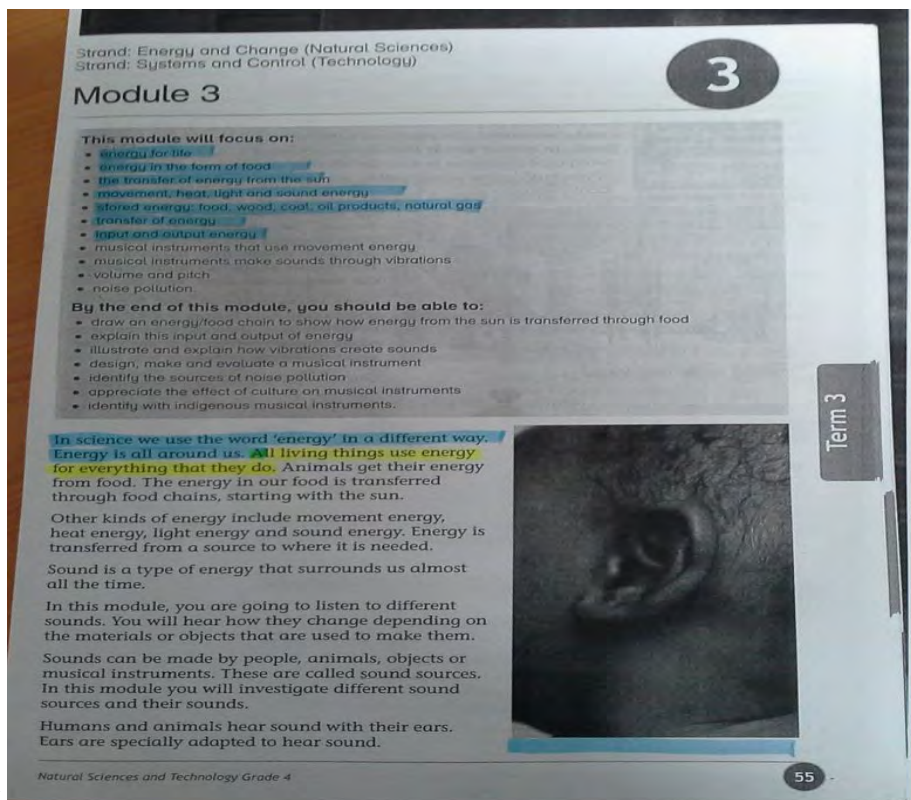 Strand: Energy and Change (Natural Sciences)
Strand: Systems and Control (Technology)
3
Module 3
This module will focus on:
• energy for life
• energy in the form of food
• the transfer of energy from the sun
• movement, heat, light and sound energy
• stored energy: food, wood, coal, oil products, natural gas
• transfer of energy
• input and output energy
• musical instruments that use movement energy
• musical instruments make sounds through vibrations
• volume and pitch
• noise pollution.
By the end of this module, you should be able to:
• draw an energy/food chain to show how energy from the sun is transferred through food
• explain this input and output of energy
• illustrate and explain how vibrations create sounds
• design, make and evaluate a musical instrument
• identify the sources of noise pollution
• appreciate the effect of culture on musical instruments
• identify with indigenous musical instruments.
Term 3
In science we use the word 'energy' in a different way.
Energy is all around us. All living things use energy
for everything that they do. Animals get their energy
from food. The energy in our food is transferred
through food chains, starting with the sun.
Other kinds of energy include movement energy,
heat energy, light energy and sound energy. Energy is
transferred from a source to where it is needed.
Sound is a type of energy that surrounds us almost
all the time.
In this module, you are going to listen to different
sounds. You will hear how they change depending on
the materials or objects that are used to make them.
Sounds can be made by people, animals, objects or
musical instruments. These are called sound sources.
In this module you will investigate different sound
sources and their sounds.
Humans and animals hear sound with their ears.
Ears are specially adapted to hear sound.
Natural Sciences and Technology Grade 4
55